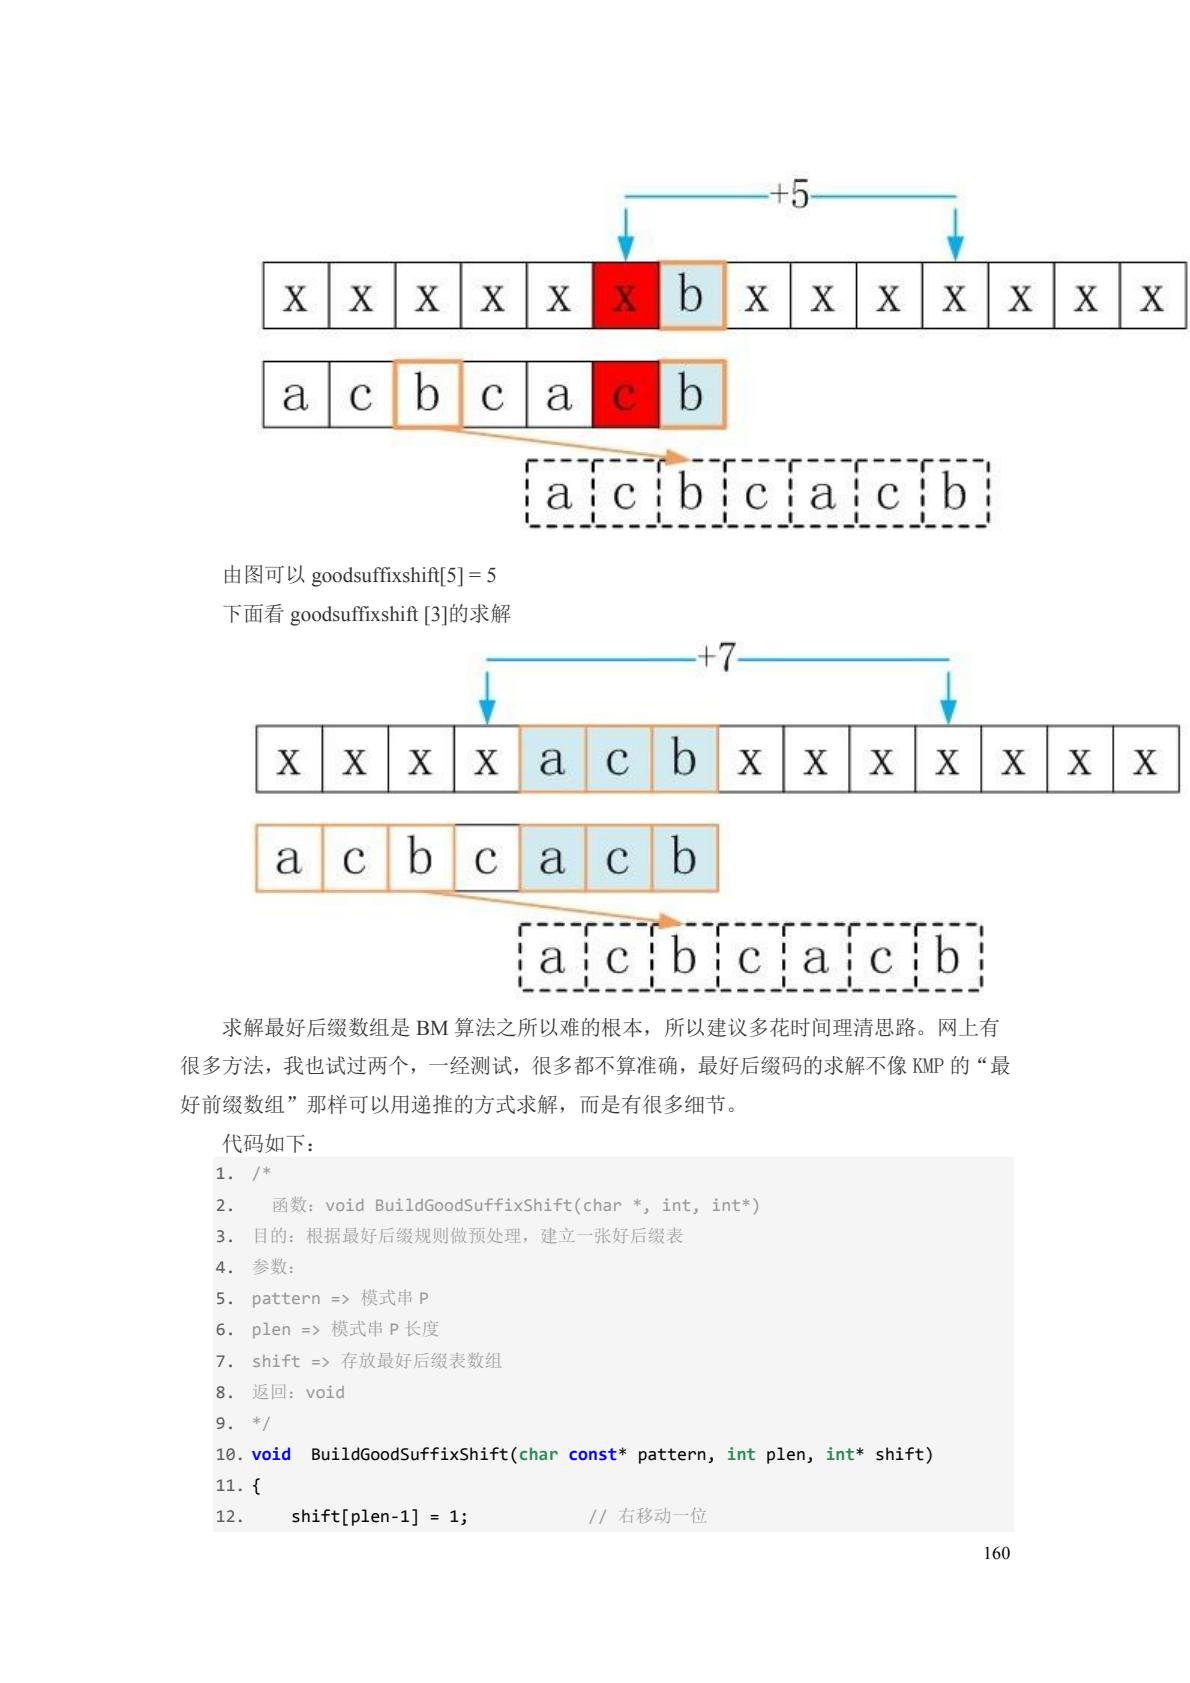 +5
x x x x x x b x x x x x x x
a c b c a c b
a c b c a c b
由图可以 goodsuffixshift[5] = 5
下面看 goodsuffixshift [3]的求解
+7
x x x x a c b x x x x x x x
a c b c a c b
a c b c a c b
求解最好后缀数组是 BM 算法之所以难的根本，所以建议多花时间理清思路。网上有
很多方法，我也试过两个，一经测试，很多都不算准确，最好后缀码的求解不像 KMP 的“最
好前缀数组”那样可以用递推的方式求解，而是有很多细节。
代码如下：
1. /*
2. 函数：void BuildGoodSuffixShift(char *, int, int*)
3. 目的：根据最好后缀规则做预处理，建立一张好后缀表
4. 参数：
5. pattern => 模式串 P
6. plen => 模式串 P 长度
7. shift => 存放最好后缀表数组
8. 返回：void
9. */
10. void BuildGoodSuffixShift(char const* pattern, int plen, int* shift)
11. {
12. shift[plen-1] = 1; // 右移动一位
160